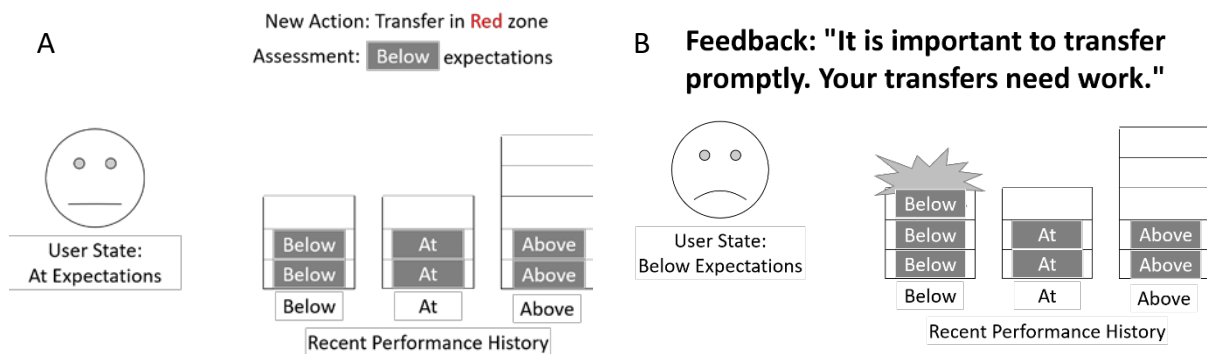 A
New Action: Transfer in Red zone
Assessment: Below expectations
User State:
At Expectations
Below
At
Above
Below
At
Above
Below
At
Above
Recent Performance History
B
Feedback: "It is important to transfer
promptly. Your transfers need work."
User State:
Below Expectations
Below
Below
At
Above
Below
At
Above
Below
At
Above
Recent Performance History